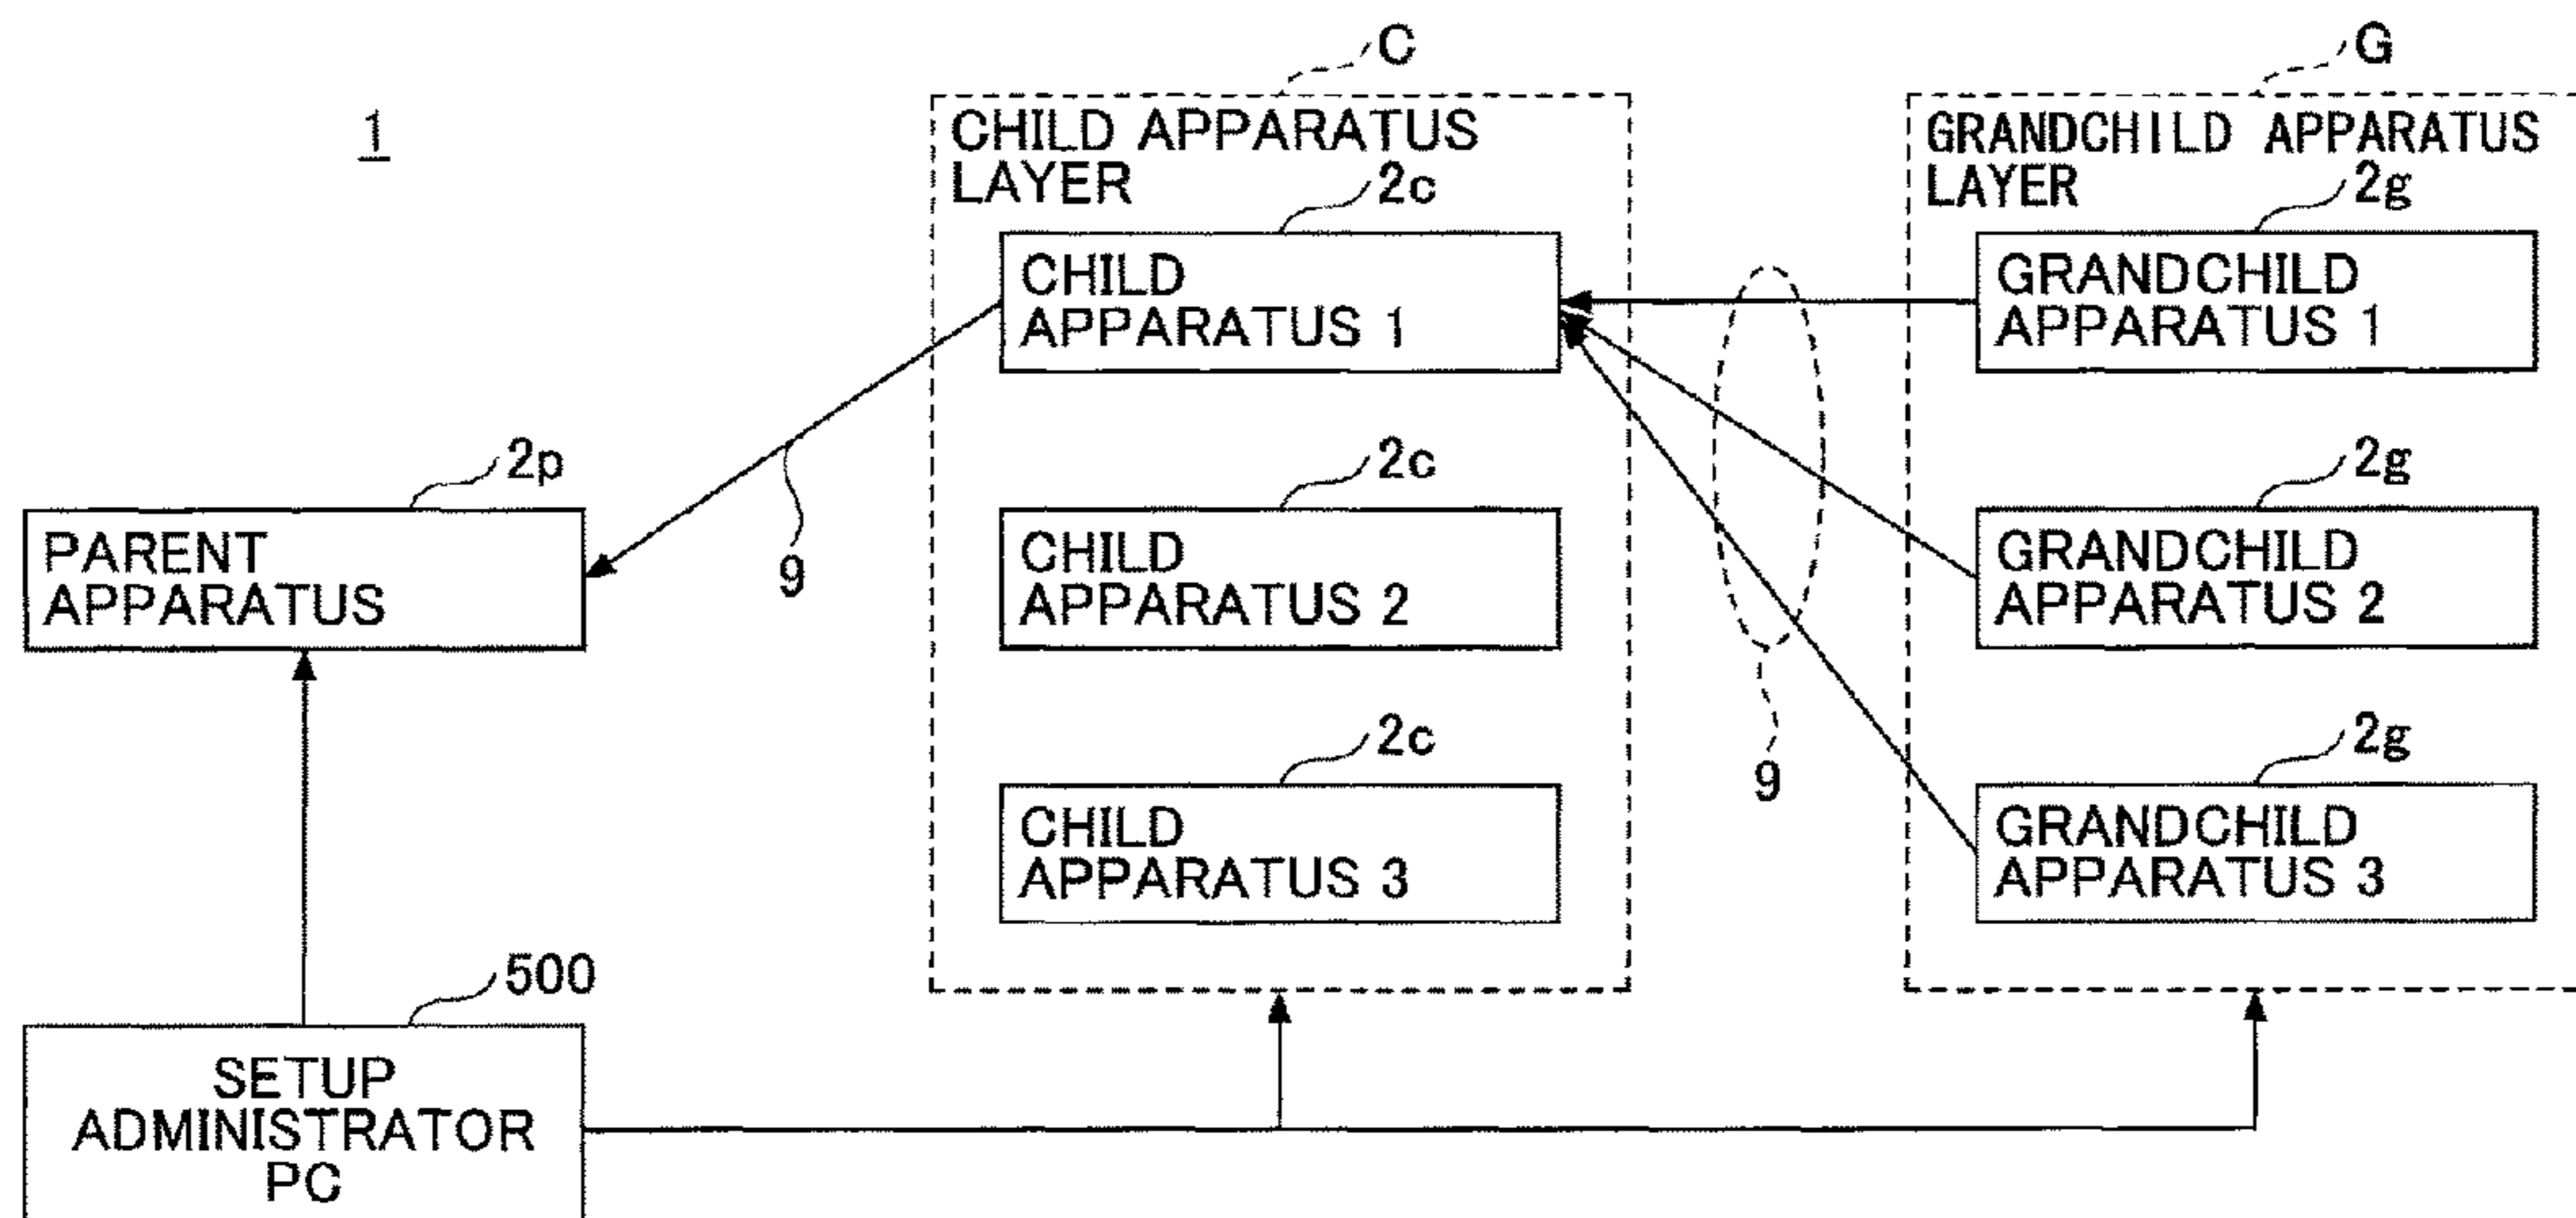 1
C
CHILD APPARATUS
LAYER
2c
CHILD
APPARATUS 1
2c
CHILD
APPARATUS 2
2c
CHILD
APPARATUS 3
G
GRANDCHILD APPARATUS
LAYER
2g
GRANDCHILD
APPARATUS 1
2g
GRANDCHILD
APPARATUS 2
2g
GRANDCHILD
APPARATUS 3
9
9
2p
PARENT
APPARATUS
500
SETUP
ADMINISTRATOR
PC